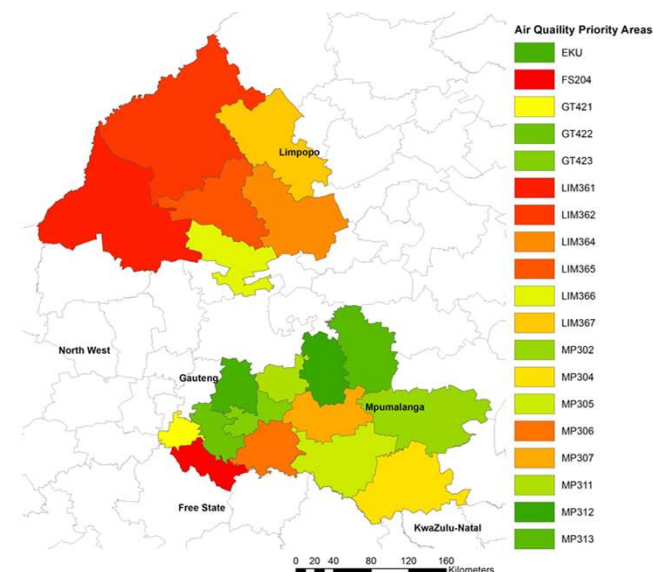 Air Quaility Priority Areas
EKU
FS204
GT421
GT422
GT423
LIM361
LIM362
LIM364
LIM365
LIM366
LIM367
MP302
MP304
MP305
MP306
MP307
MP311
MP312
MP313
Limpopo
North West
Gauteng
Mpumalanga
Free State
KwaZulu-Natal
0 20 40 80 120 160
Kilometers